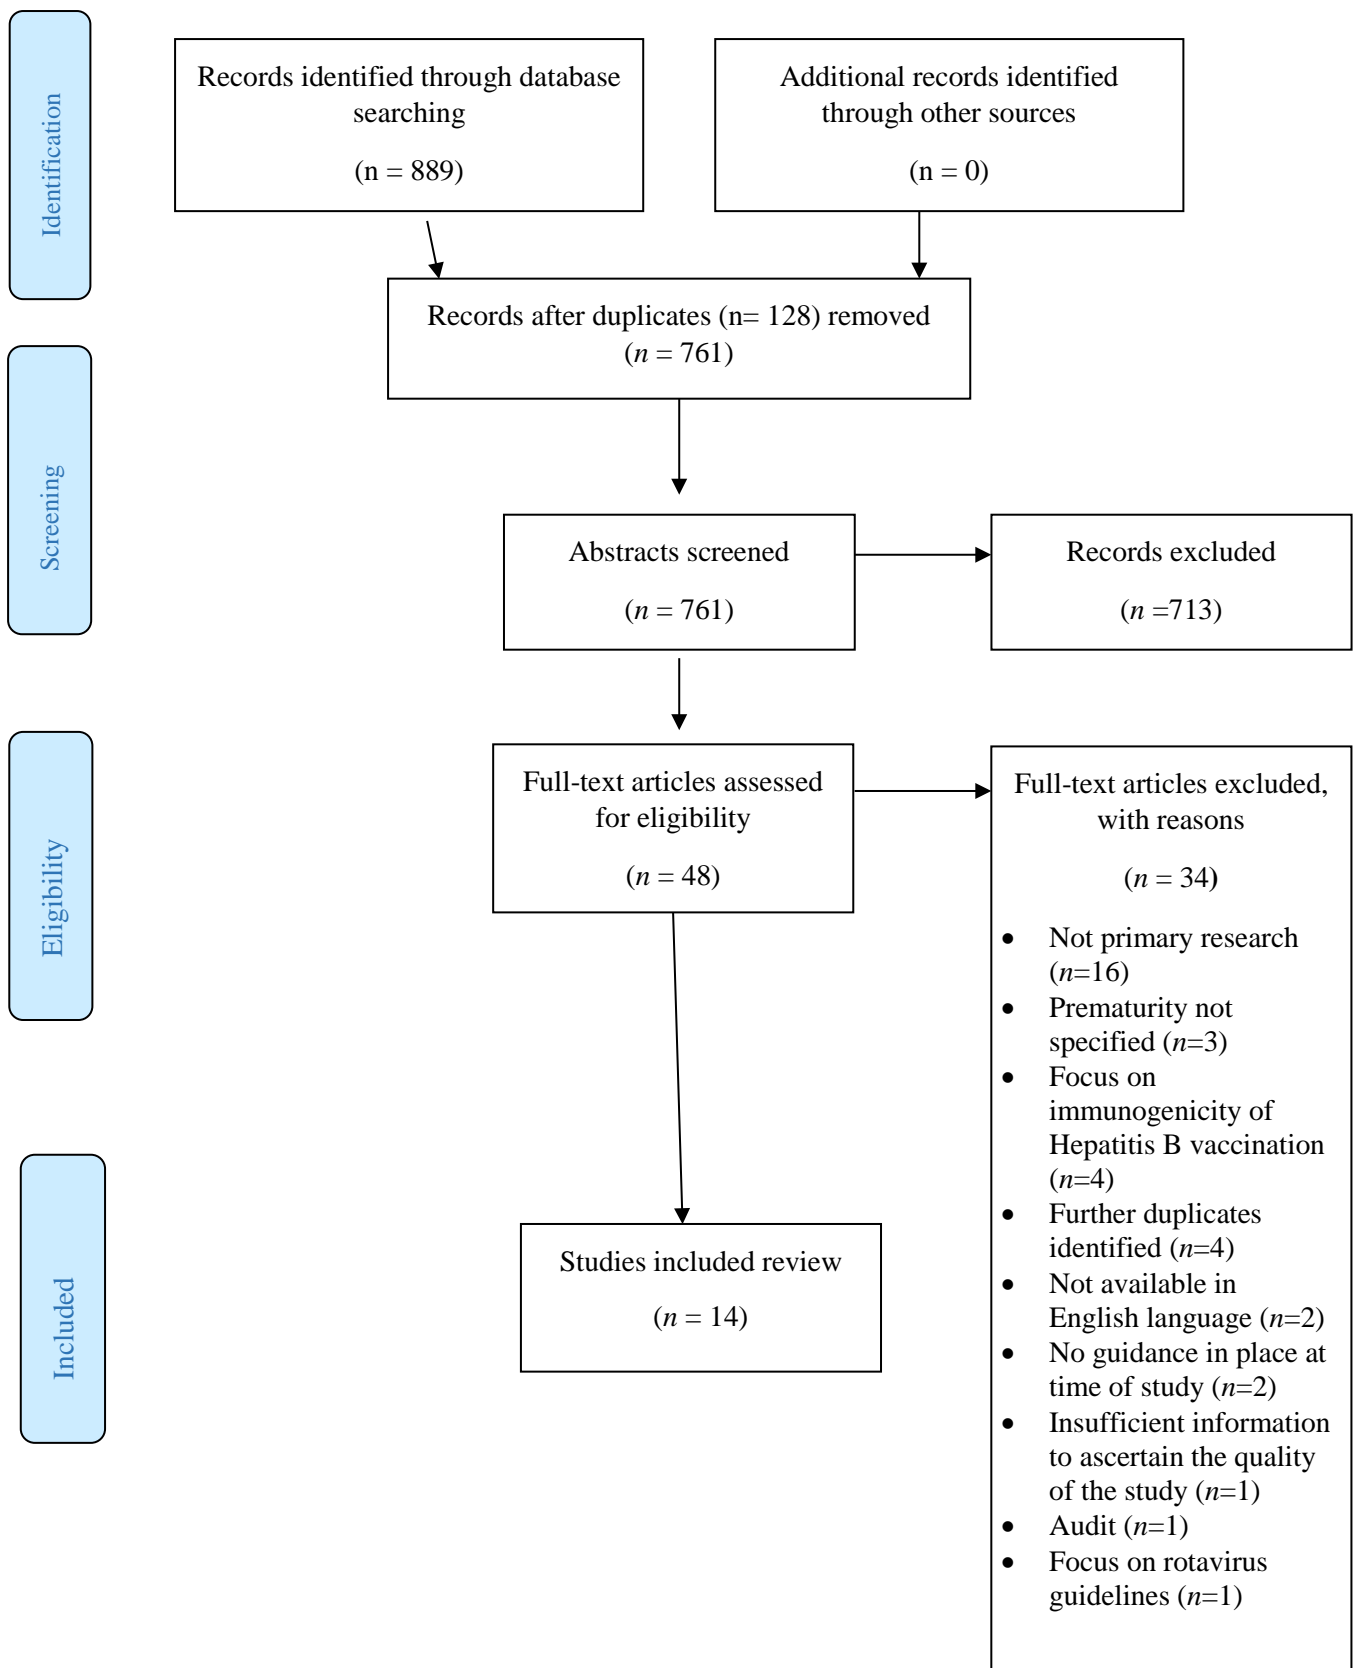 Identification
Records identified through database
searching
(n = 889)
Additional records identified
through other sources
(n = 0)
Records after duplicates (n= 128) removed
(n = 761)
Screening
Abstracts screened
(n = 761)
Records excluded
(n =713)
Eligibility
Full-text articles assessed
for eligibility
(n = 48)
Full-text articles excluded,
with reasons
(n = 34)
• Not primary research
(n=16)
• Prematurity not
specified (n=3)
• Focus on
immunogenicity of
Hepatitis B vaccination
(n=4)
• Further duplicates
identified (n=4)
• Not available in
English language (n=2)
• No guidance in place at
time of study (n=2)
• Insufficient information
to ascertain the quality
of the study (n=1)
• Audit (n=1)
• Focus on rotavirus
guidelines (n=1)
Included
Studies included review
(n = 14)